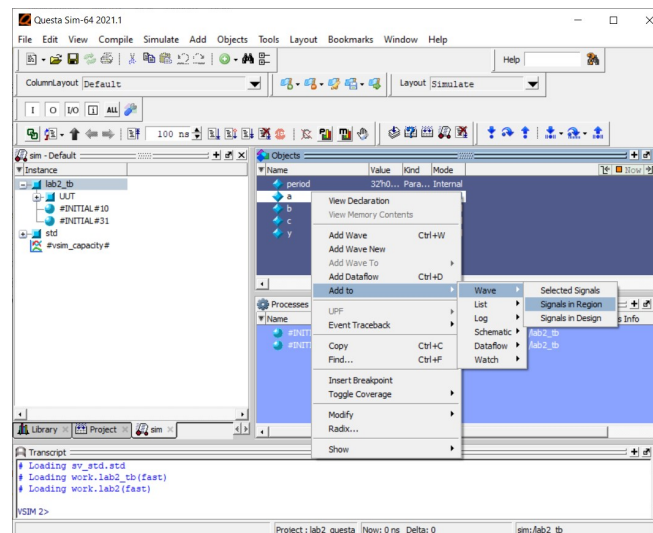 Questa Sim-64 2021.1
File Edit View Compile Simulate Add Objects Tools Layout Bookmarks Window Help
Help
ColumnLayout Default
Layout Simulate
I O I/O ALL
100 ns
sim - Default
Objects
Instance
Name Value Kind Mode
Now
lab2_tb
period 32'h0... Para... Internal
UUT
a
#INITIAL#10
b
#INITIAL#31
c
std
y
#vsim_capacity#
View Declaration
View Memory Contents
Add Wave Ctrl+W
Add Wave New
Add Wave To
Add Dataflow Ctrl+D
Add to
UPF
Event Traceback
Copy Ctrl+C
Find... Ctrl+F
Insert Breakpoint
Toggle Coverage
Modify
Radix...
Show
Wave
List
Log
Schematic
Dataflow
Watch
Selected Signals
Signals in Region
Signals in Design
Processes
Name
s Info
#INITI
/lab2_tb
#INIT
/lab2_tb
Library Project sim
Transcript
# Loading sv_std.std
# Loading work.lab2_tb(fast)
# Loading work.lab2(fast)
VSIM 2>
Project : lab2_questa Now: 0 ns Delta: 0 sim:/lab2_tb